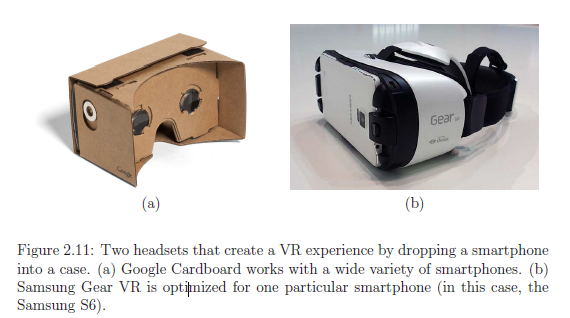 Google
Gear VR
(a)
(b)
Figure 2.11: Two headsets that create a VR experience by dropping a smartphone
into a case. (a) Google Cardboard works with a wide variety of smartphones. (b)
Samsung Gear VR is optimized for one particular smartphone (in this case, the
Samsung S6).